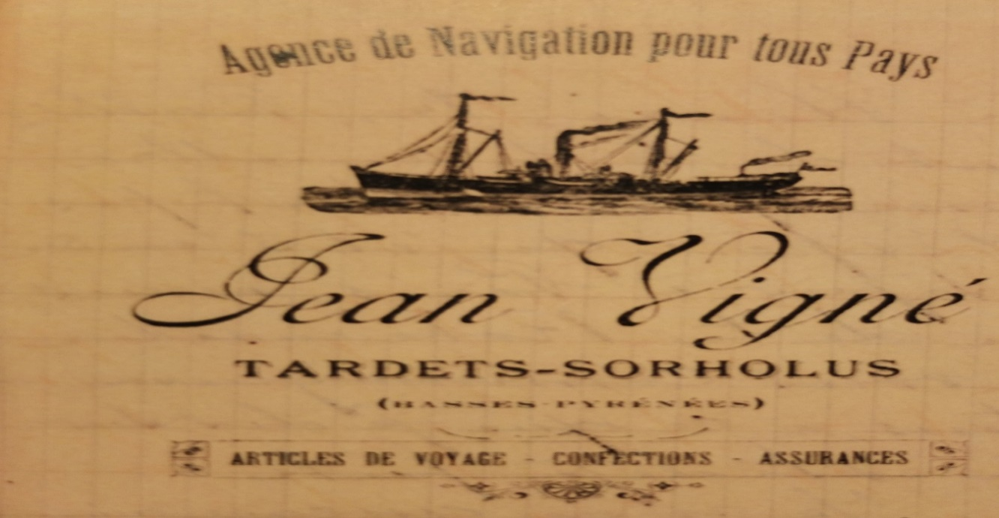 Agence de Navigation pour tous Pays
Jean Vigné
TARDETS-SORHOLUS
(BASSES-PYRÉNÉES)
ARTICLES DE VOYAGE - CONFECTIONS - ASSURANCES